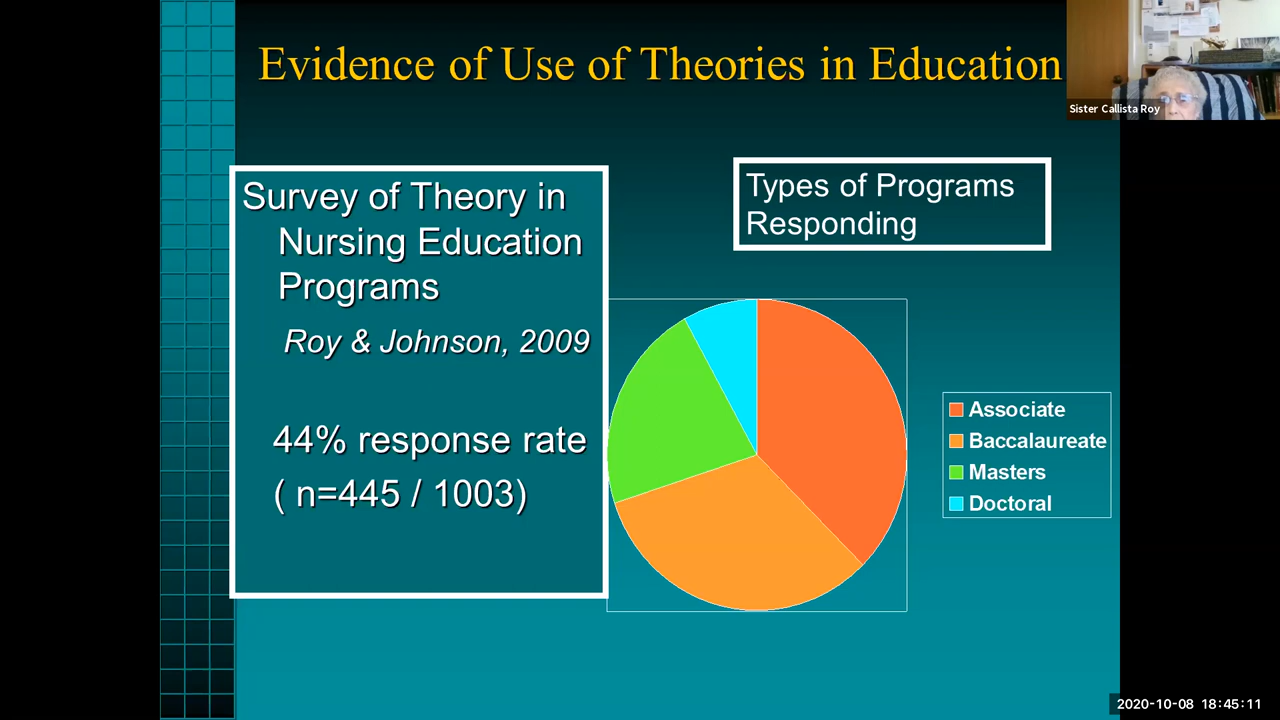 Evidence of Use of Theories in Education
Sister Callista Roy
Survey of Theory in
Nursing Education
Programs
Roy & Johnson, 2009
44% response rate
( n=445 / 1003)
Types of Programs
Responding
Associate
Baccalaureate
Masters
Doctoral
2020-10-08 18:45:11